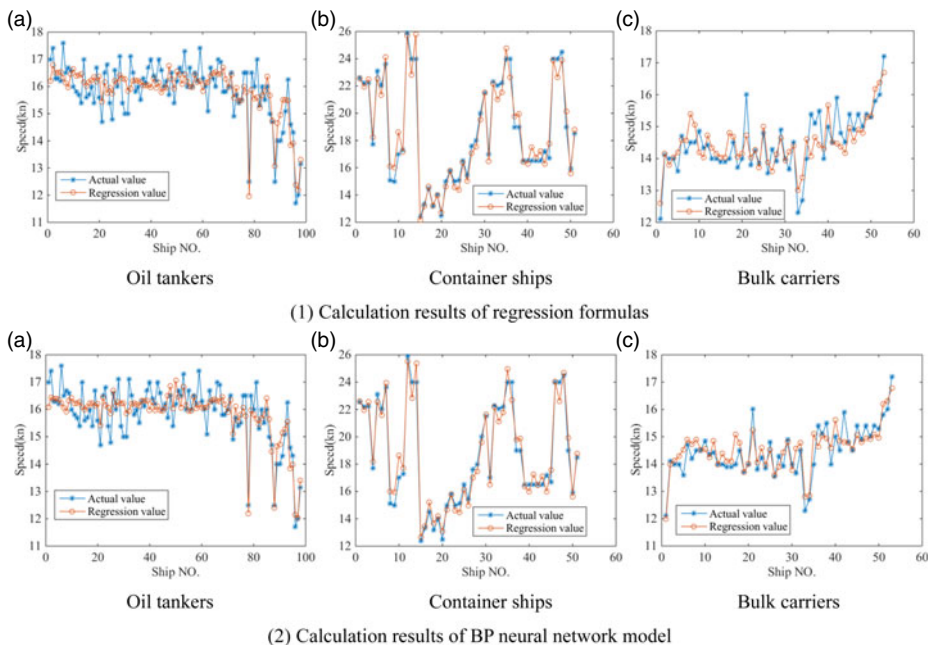 (a)
(b)
(c)
18
17
16
15
14
13
12
11
Speed(kn)
Actual value
Regression value
0 20 40 60 80 100
Ship NO.
26
24
22
20
18
16
14
12
Speed(kn)
Actual value
Regression value
0 10 20 30 40 50 60
Ship NO.
18
17
16
15
14
13
12
Speed(kn)
Actual value
Regression value
0 10 20 30 40 50 60
Ship NO.
Oil tankers
Container ships
Bulk carriers
(1) Calculation results of regression formulas
(a)
(b)
(c)
18
17
16
15
14
13
12
11
Speed(kn)
Actual value
Regression value
0 20 40 60 80 100
Ship NO.
26
24
22
20
18
16
14
12
Speed(kn)
Actual value
Regression value
0 10 20 30 40 50 60
Ship NO.
18
17
16
15
14
13
12
11
Speed(kn)
Actual value
Regression value
0 10 20 30 40 50 60
Ship NO.
Oil tankers
Container ships
Bulk carriers
(2) Calculation results of BP neural network model